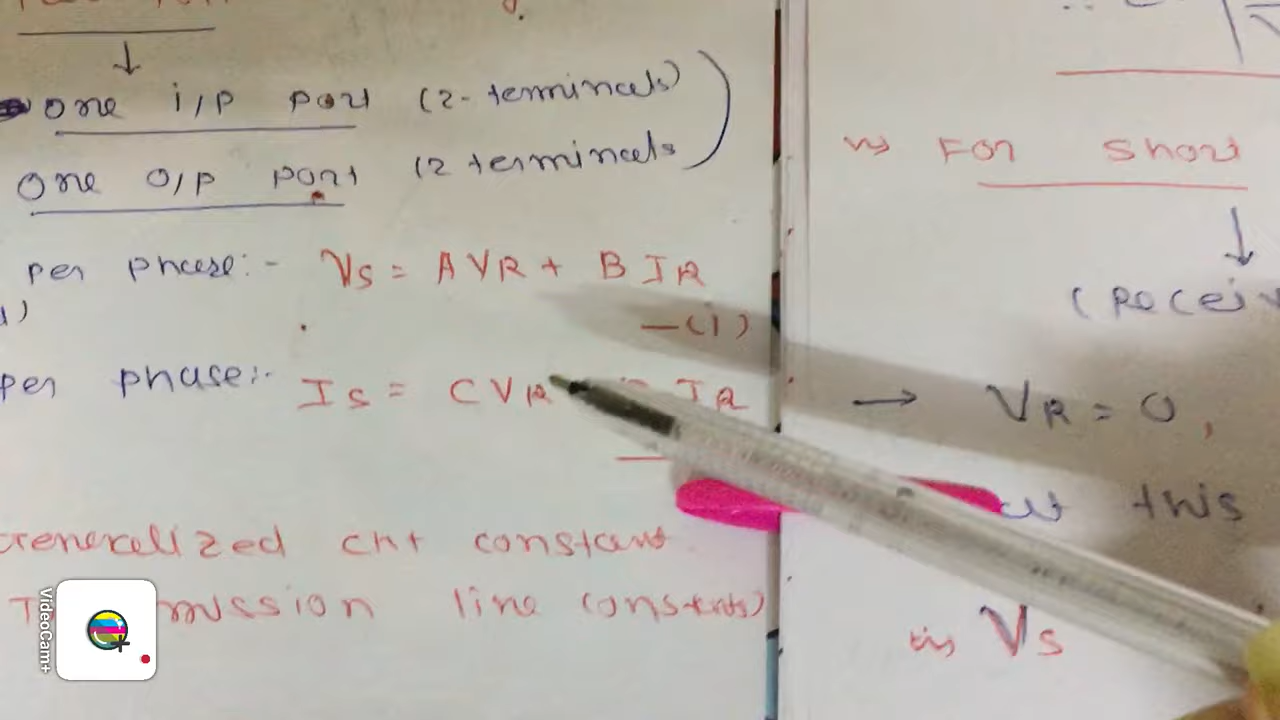 one i/p port (2-terminals)
One o/p port (2 terminals
per phase:- Vs = AVR + BIR
—(i)
per phase:- Is = CVR IR
Generalized ckt constant
mission line constants)
For short
(Recei
→ VR = 0,
this
Vs
VideoCam+